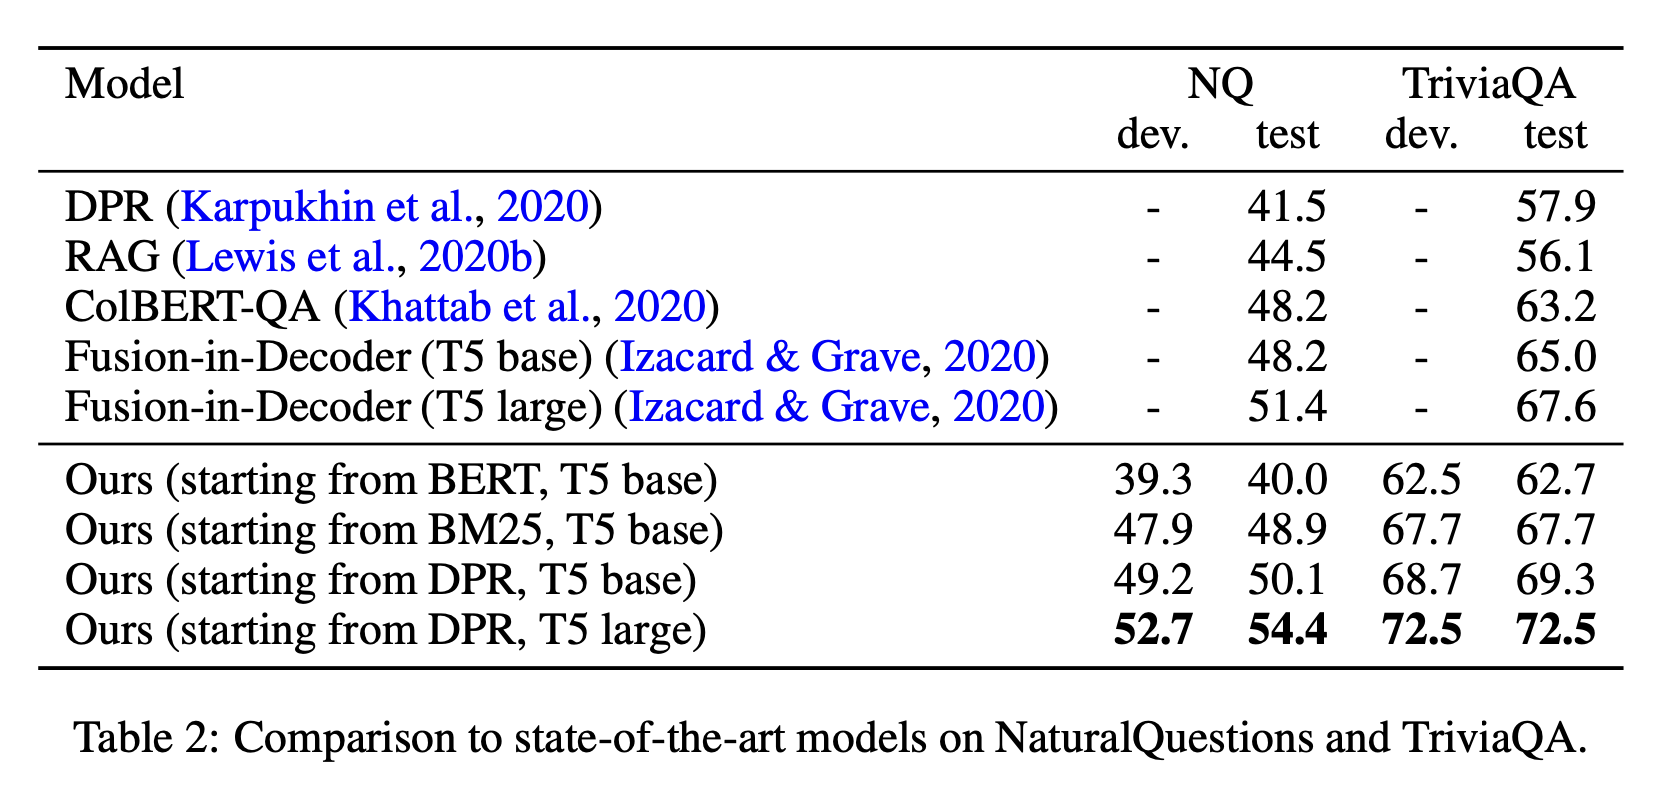 Model NQ TriviaQA
dev. test dev. test
DPR (Karpukhin et al., 2020) - 41.5 - 57.9
RAG (Lewis et al., 2020b) - 44.5 - 56.1
ColBERT-QA (Khattab et al., 2020) - 48.2 - 63.2
Fusion-in-Decoder (T5 base) (Izacard & Grave, 2020) - 48.2 - 65.0
Fusion-in-Decoder (T5 large) (Izacard & Grave, 2020) - 51.4 - 67.6
Ours (starting from BERT, T5 base) 39.3 40.0 62.5 62.7
Ours (starting from BM25, T5 base) 47.9 48.9 67.7 67.7
Ours (starting from DPR, T5 base) 49.2 50.1 68.7 69.3
Ours (starting from DPR, T5 large) 52.7 54.4 72.5 72.5
Table 2: Comparison to state-of-the-art models on NaturalQuestions and TriviaQA.